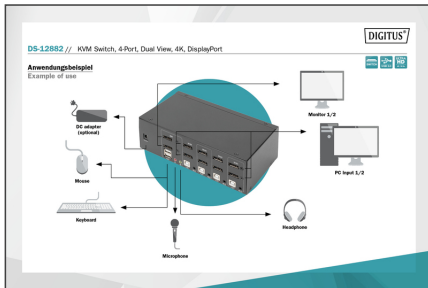 DIGITUS®
DS-12882 // KVM Switch, 4-Port, Dual View, 4K, DisplayPort
Anwendungsbeispiel
Example of use
Monitor 1/2
DC adapter
(optional)
PC input 1/2
Mouse
Keyboard
Headphone
Microphone